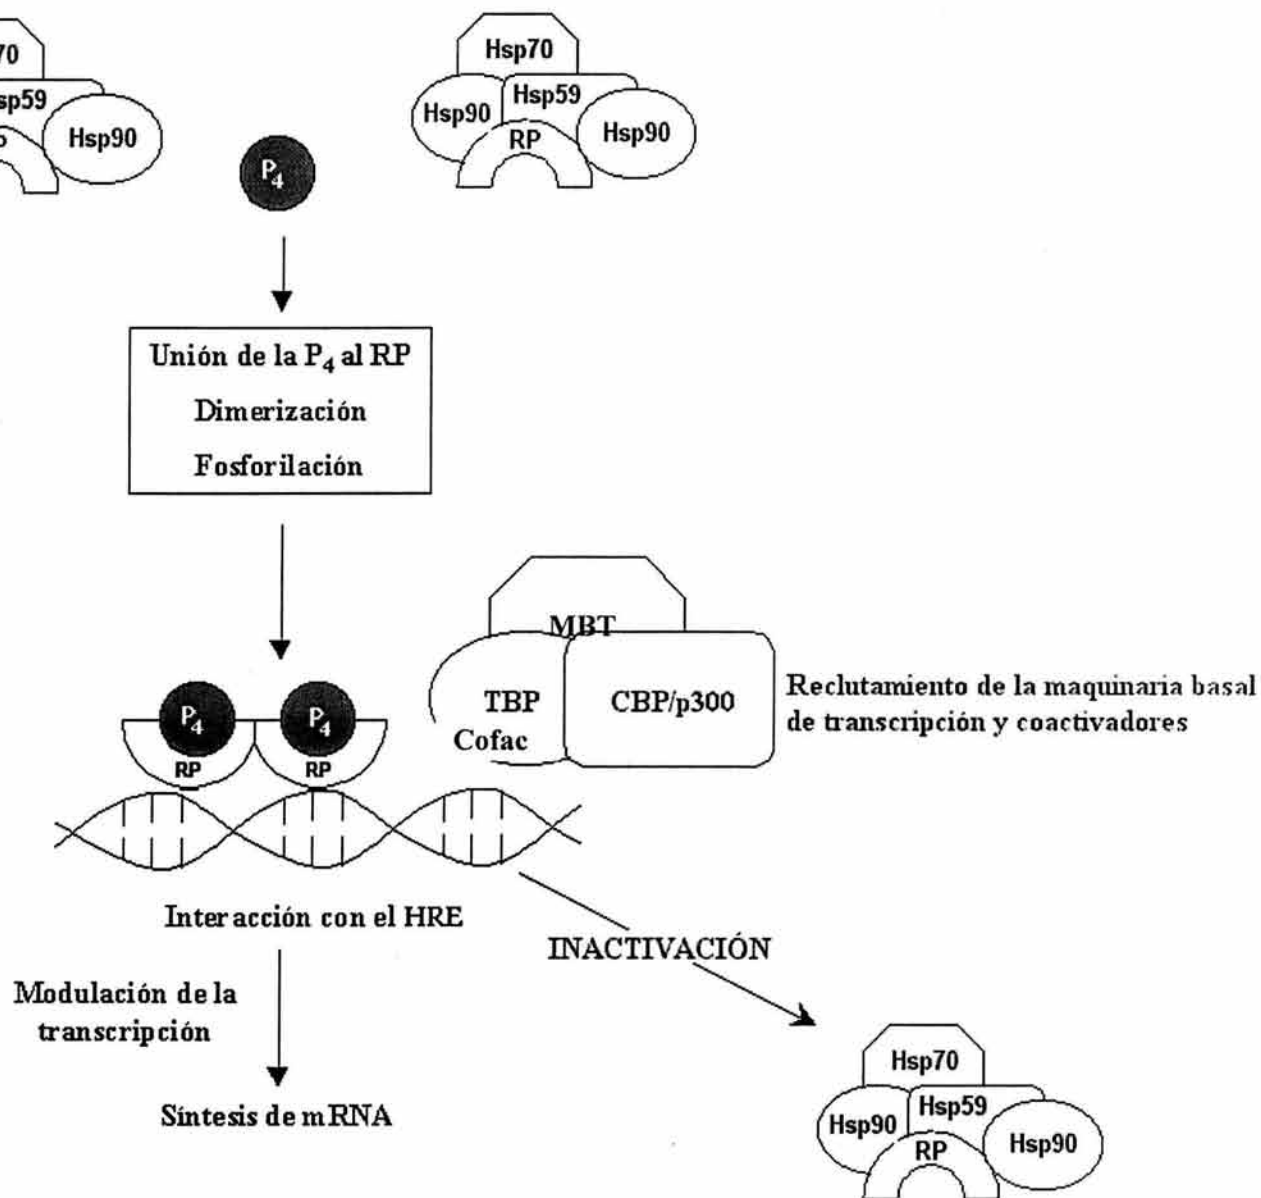 70
sp59
Hsp90
P
Hsp70
Hsp90
Hsp59
Hsp90
RP
P₄
Unión de la P₄ al RP
Dimerización
Fosforilación
MBT
TBP
CBP/p300
Cofac
Reclutamiento de la maquinaria basal
de transcripción y coactivadores
P₄
P₄
RP
RP
Interacción con el HRE
INACTIVACIÓN
Modulación de la
transcripción
Síntesis de mRNA
Hsp70
Hsp90
Hsp59
Hsp90
RP